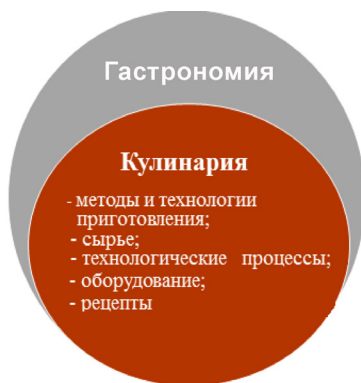 Гастрономия
Кулинария
- методы и технологии
приготовления;
- сырье;
- технологические процессы;
- оборудование;
- рецепты